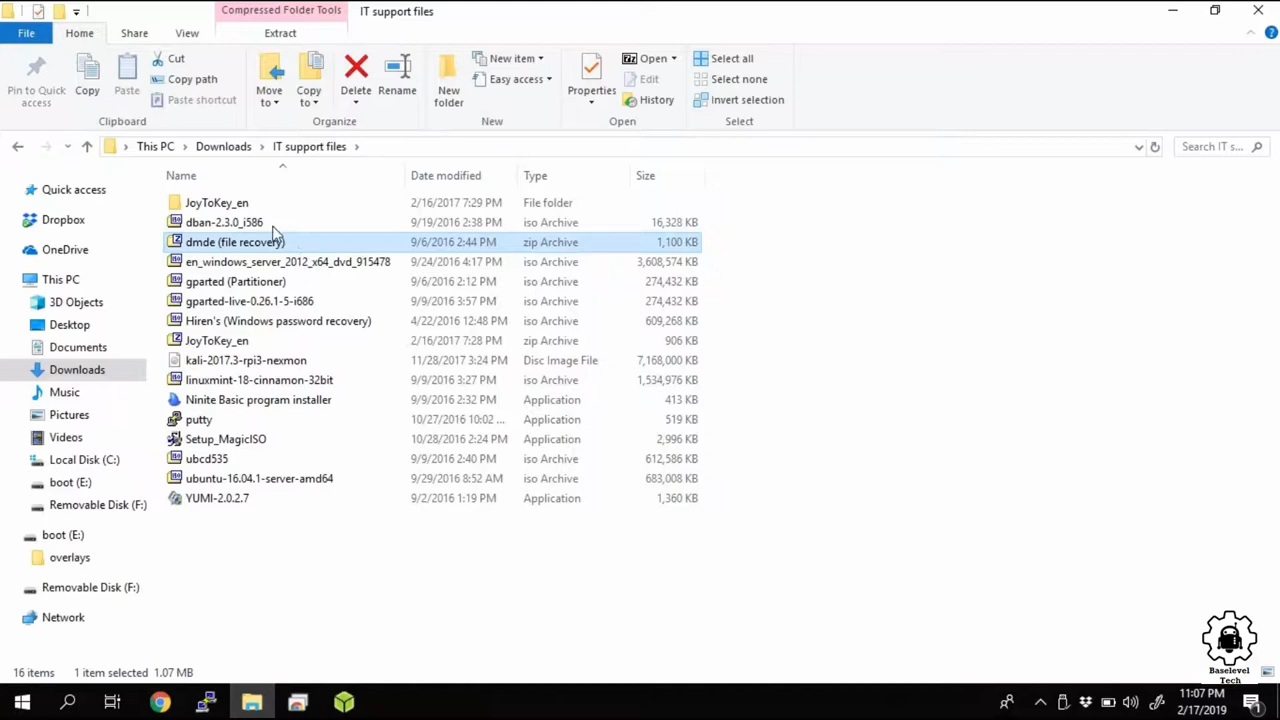 Compressed Folder Tools IT support files
File Home Share View Extract
Pin to Quick access
Copy
Paste
Cut
Copy path
Paste shortcut
Move to
Copy to
Delete
Rename
New folder
New item
Easy access
Properties
Open
Edit
History
Select all
Select none
Invert selection
Clipboard Organize New Open Select
This PC Downloads IT support files Search IT s...
Name Date modified Type Size
JoyToKey_en 2/16/2017 7:29 PM File folder
dban-2.3.0_i586 9/19/2016 2:38 PM iso Archive 16,328 KB
dmde (file recovery) 9/6/2016 2:44 PM zip Archive 1,100 KB
en_windows_server_2012_x64_dvd_915478 9/24/2016 4:17 PM iso Archive 3,608,574 KB
gparted (Partitioner) 9/6/2016 2:12 PM iso Archive 274,432 KB
gparted-live-0.26.1-5-i686 9/9/2016 3:57 PM iso Archive 274,432 KB
Hiren's (Windows password recovery) 4/22/2016 12:48 PM iso Archive 609,268 KB
JoyToKey_en 2/16/2017 7:28 PM zip Archive 906 KB
kali-2017.3-rpi3-nexmon 11/28/2017 3:24 PM Disc Image File 7,168,000 KB
linuxmint-18-cinnamon-32bit 9/9/2016 3:27 PM iso Archive 1,534,976 KB
Ninite Basic program installer 9/9/2016 2:32 PM Application 413 KB
putty 10/27/2016 10:02 ... Application 519 KB
Setup_MagicISO 10/28/2016 2:24 PM Application 2,996 KB
ubcd535 9/9/2016 2:40 PM iso Archive 612,586 KB
ubuntu-16.04.1-server-amd64 9/29/2016 8:52 AM iso Archive 683,008 KB
YUMI-2.0.2.7 9/2/2016 1:19 PM Application 1,360 KB
Quick access
Dropbox
OneDrive
This PC
3D Objects
Desktop
Documents
Downloads
Music
Pictures
Videos
Local Disk (C:)
boot (E:)
Removable Disk (F:)
boot (E:)
overlays
Removable Disk (F:)
Network
16 items 1 item selected 1.07 MB
Baselevel
Tech
11:07 PM
2/17/2019
1